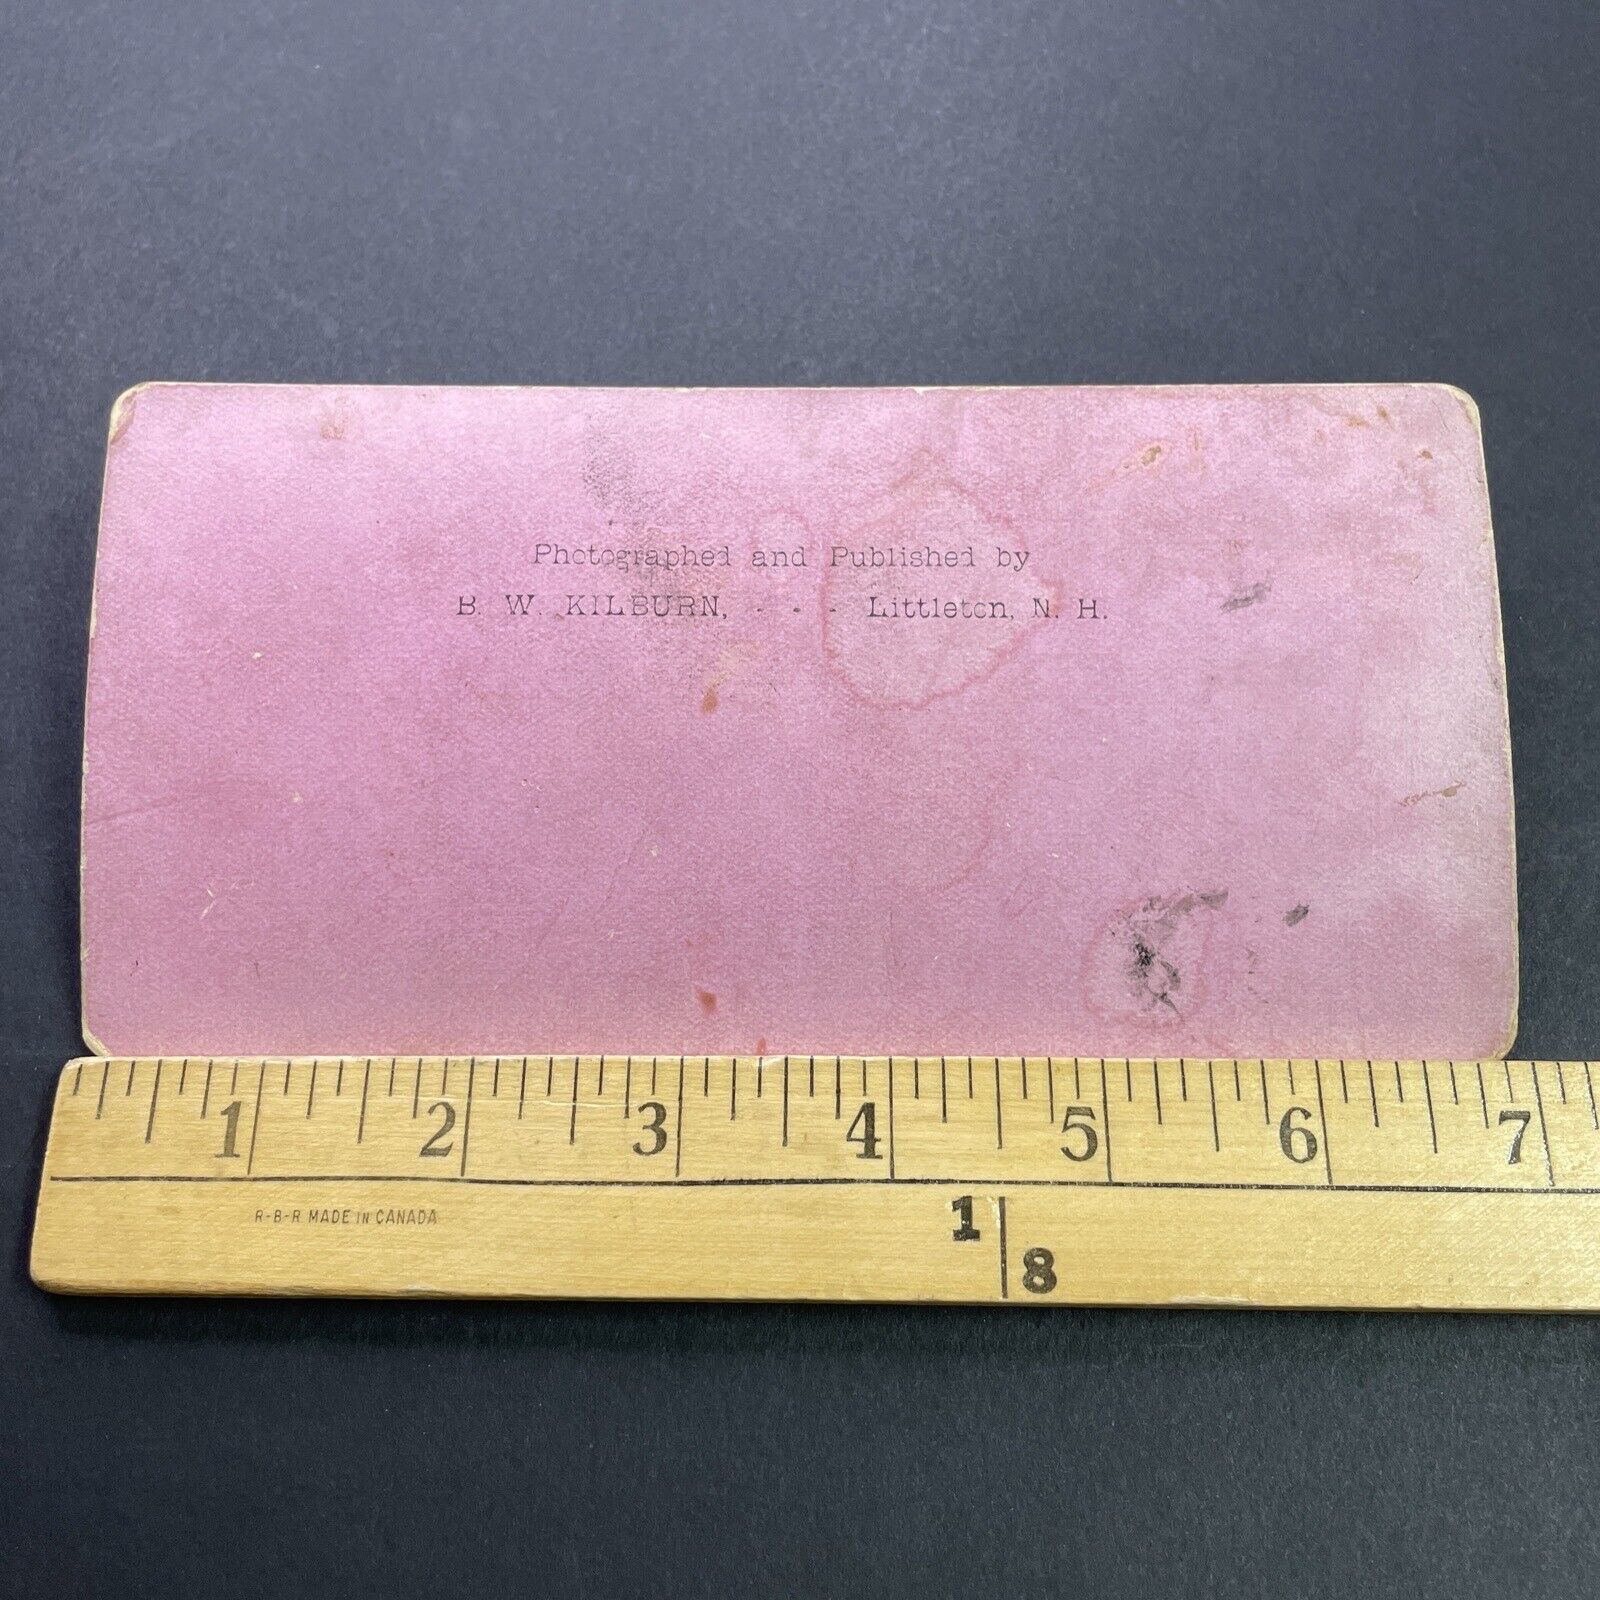 Photographed and Published by
B. W. KILBURN, - - - Littleton, N. H.
1 2 3 4 5 6 7
R-B-R MADE IN CANADA
1
8